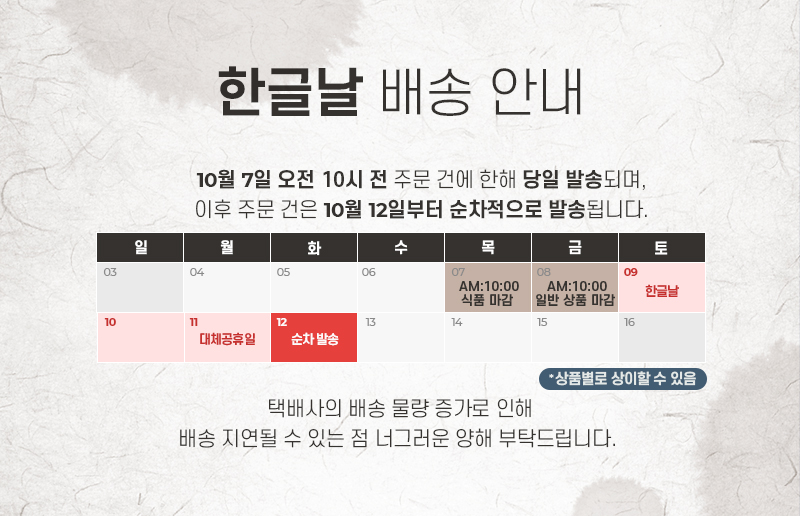 한글날 배송 안내
10월 7일 오전 10시 전 주문 건에 한해 당일 발송되며,
이후 주문 건은 10월 12일부터 순차적으로 발송됩니다.
일 월 화 수 목 금 토
03 04 05 06 07 08 09
AM:10:00 AM:10:00 한글날
식품 마감 일반 상품 마감
10 11 12 13 14 15 16
대체공휴일 순차 발송
*상품별로 상이할 수 있음
택배사의 배송 물량 증가로 인해
배송 지연될 수 있는 점 너그러운 양해 부탁드립니다.